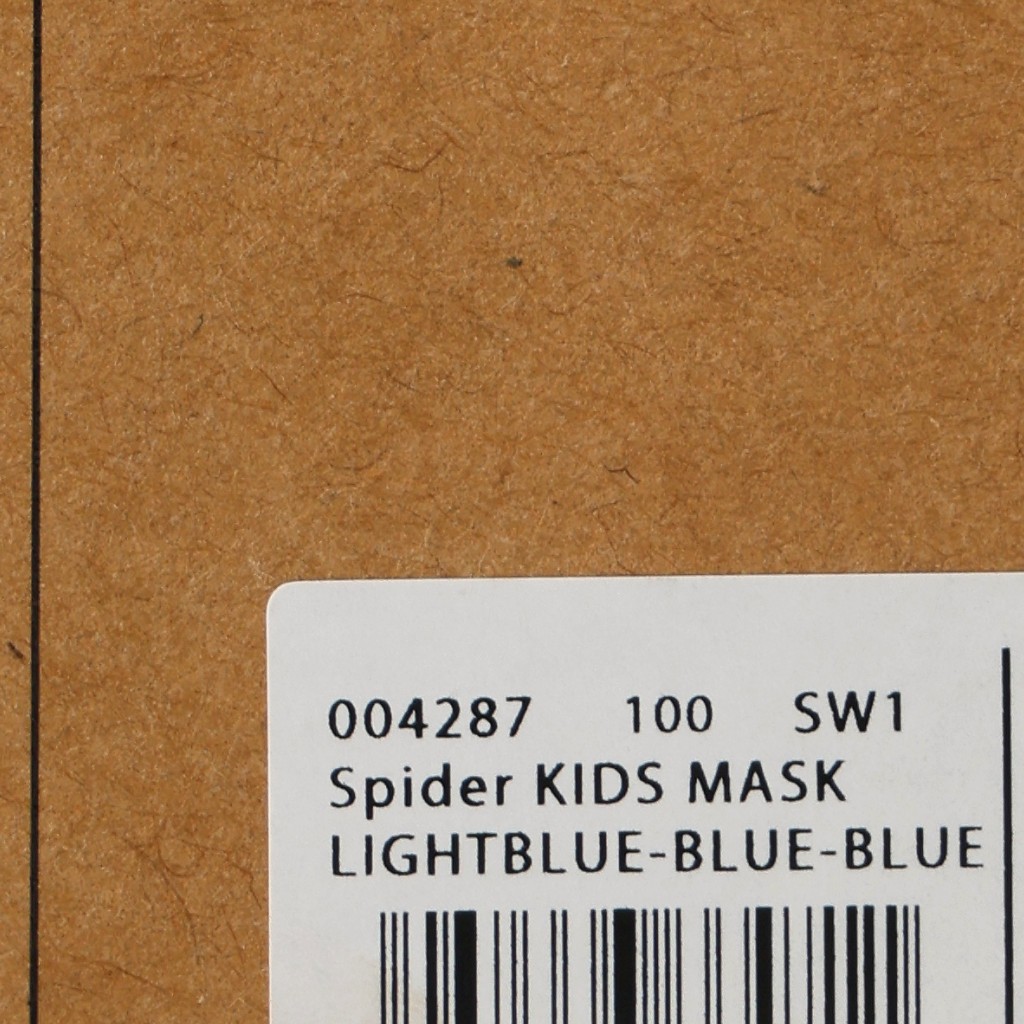 004287 100 SW1
Spider KIDS MASK
LIGHTBLUE-BLUE-BLUE